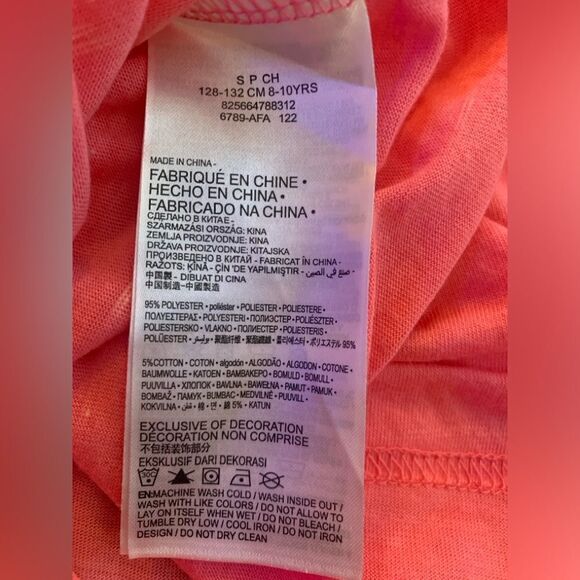 S P CH
128-132 CM 8-10YRS
825664788312
6789-AFA 122
MADE IN CHINA •
FABRIQUÉ EN CHINE •
HECHO EN CHINA •
FABRICADO NA CHINA •
СДЕЛАНО В КИТАЕ •
SZÁRMAZÁSI ORSZÁG: KÍNA
ZEMLJA PROIZVODNJE: KINA
DRŽAVA PROIZVODNJE: KITAJSKA
ПРОИЗВЕДЕНО В КИТАЙ • FABRICAT ÎN CHINA
RAŽOTS: ĶĪNĀ • ÇİN 'DE YAPILMIŞTIR • صنع في الصين
中国製 • DIBUAT DI CINA
中国制造 • 中國製造
95% POLYESTER • poliéster • POLIESTER • POLIESTERE •
ΠΟΛΥΕΣΤΕΡΑΣ • POLYESTERI • ПОЛИЭСТЕР • POLIÉSZTER •
POLIESTERSKO • VLAKNO • ПОЛИЕСТЕР • POLIESTERIS •
POLÜESTER • بوليستر • 聚酯纤维 • 聚酯纖維 • 폴리에스터 • ポリエステル 95%
5%COTTON • COTON • algodón • ALGODÃO • ALGODON • COTONE •
BAUMWOLLE • KATOEN • ΒΑΜΒΑΚΕΡΟ • BOMULD • BOMULL •
PUUVILLA • ХЛОПОК • BAVLNA • BAWEŁNA • PAMUT • PAMUK •
BOMBAŽ • ПАМУК • BUMBAC • MEDVILNĖ • PUUVILL •
KOKVILNA • قطن • 棉 • 면 • 綿 5% • KATUN
EXCLUSIVE OF DECORATION
DÉCORATION NON COMPRISE
不包括装饰部分
EKSKLUSIF DARI DEKORASI
EN:MACHINE WASH COLD / WASH INSIDE OUT /
WASH WITH LIKE COLORS / DO NOT ALLOW TO
LAY ON ITSELF WHEN WET / DO NOT BLEACH /
TUMBLE DRY LOW / COOL IRON / DO NOT IRON
DESIGN / DO NOT DRY CLEAN